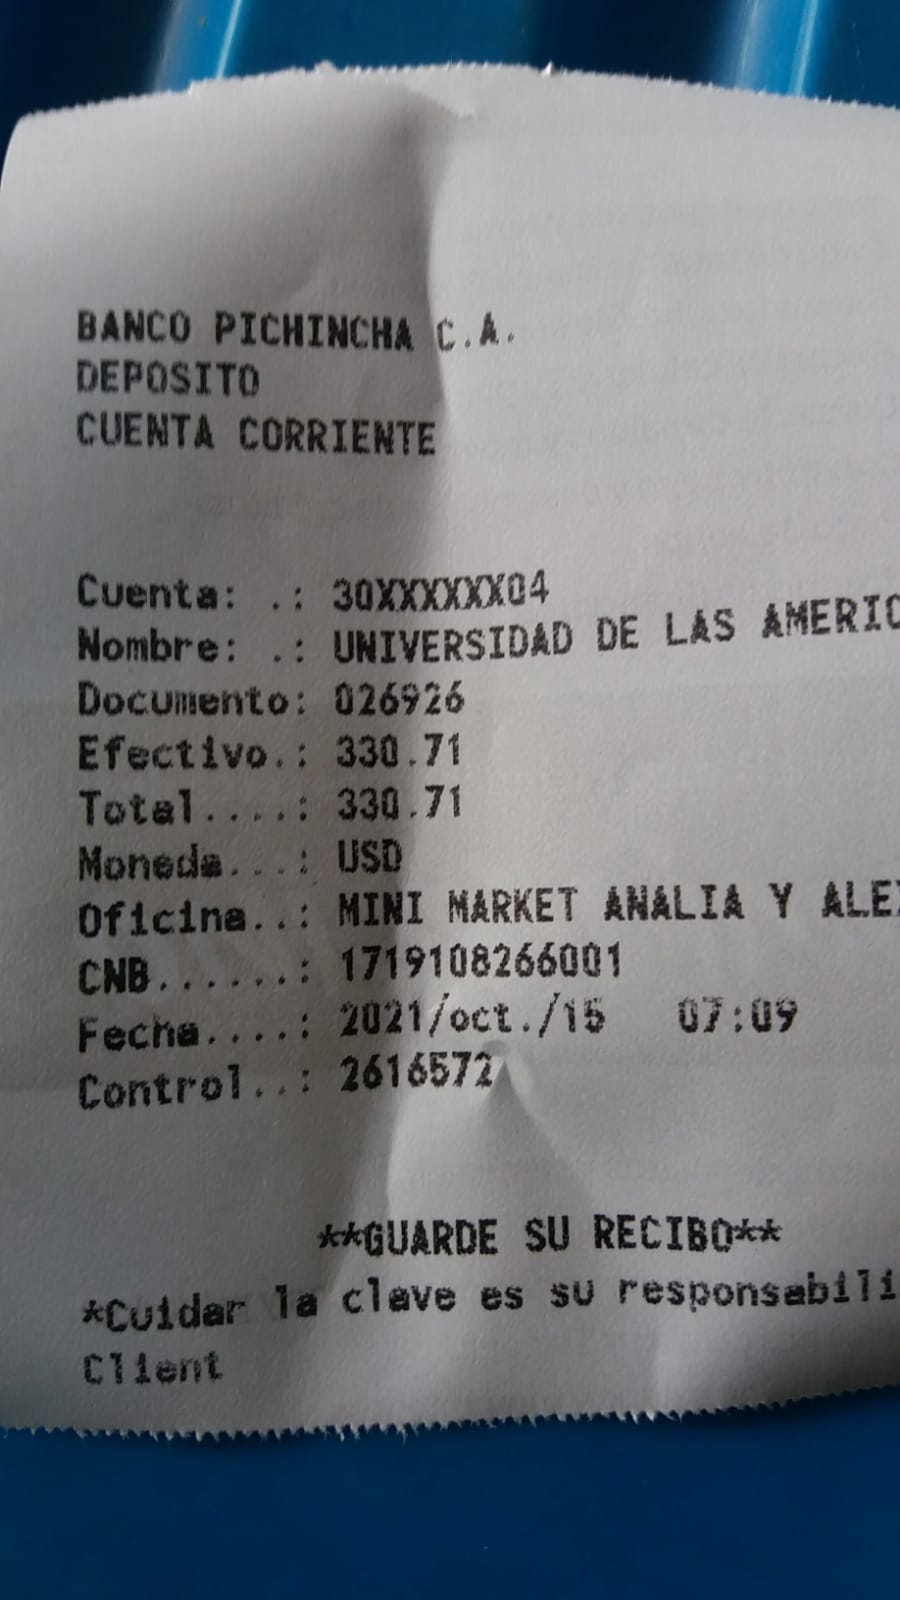 BANCO PICHINCHA C.A.
DEPOSITO
CUENTA CORRIENTE
Cuenta: .: 30XXXXXX04
Nombre: .: UNIVERSIDAD DE LAS AMERIC
Documento: 026926
Efectivo.: 330.71
Total....: 330.71
Moneda...: USD
Oficina..: MINI MARKET ANALIA Y ALEX
CNB......: 1719108266001
Fecha....: 2021/oct./15 07:09
Control..: 2616572
**GUARDE SU RECIBO**
*Cuidar la clave es su responsabili
Client